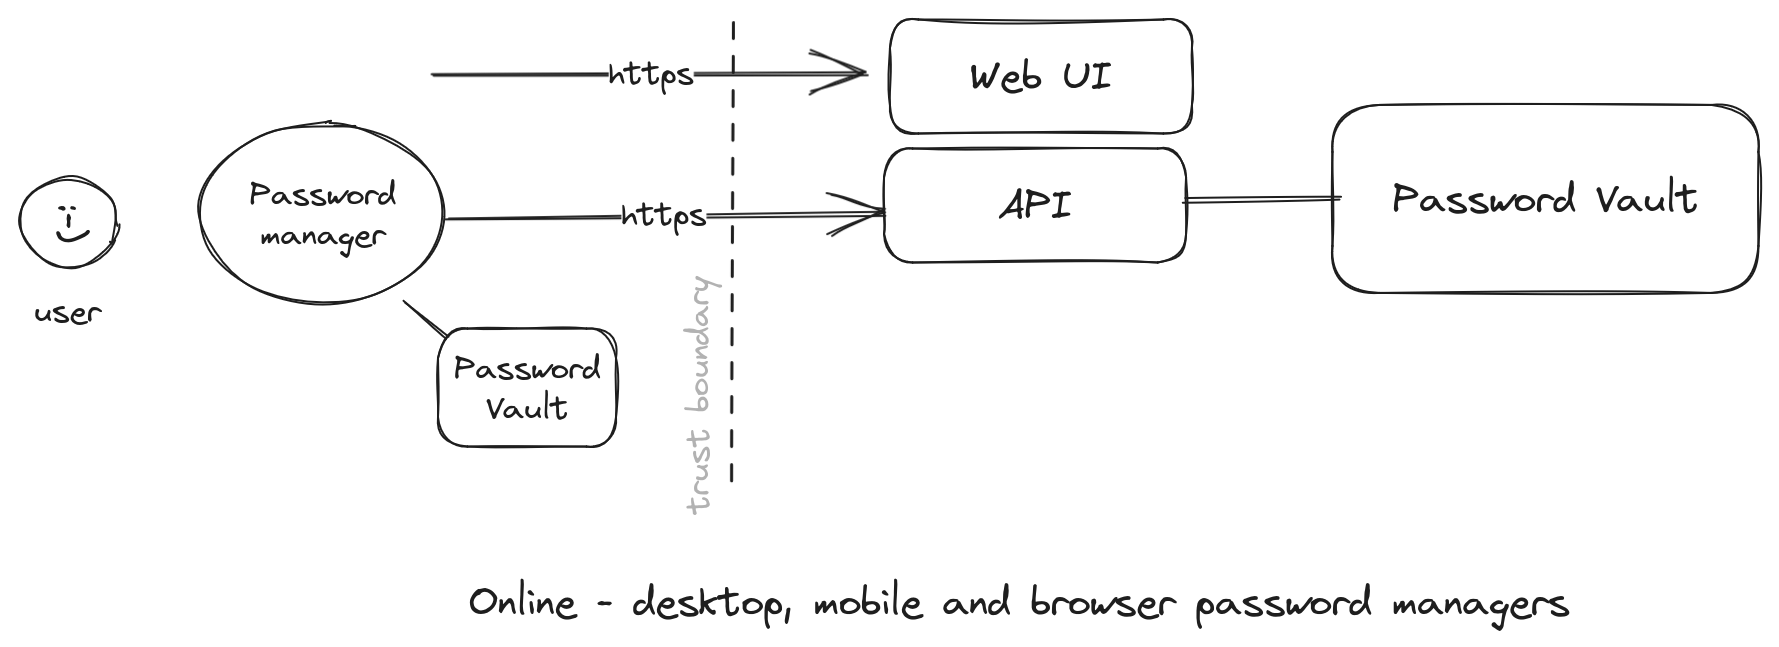 https
Web UI
Password
manager
https
API
Password Vault
user
Password
Vault
trust boundary
Online - desktop, mobile and browser password managers